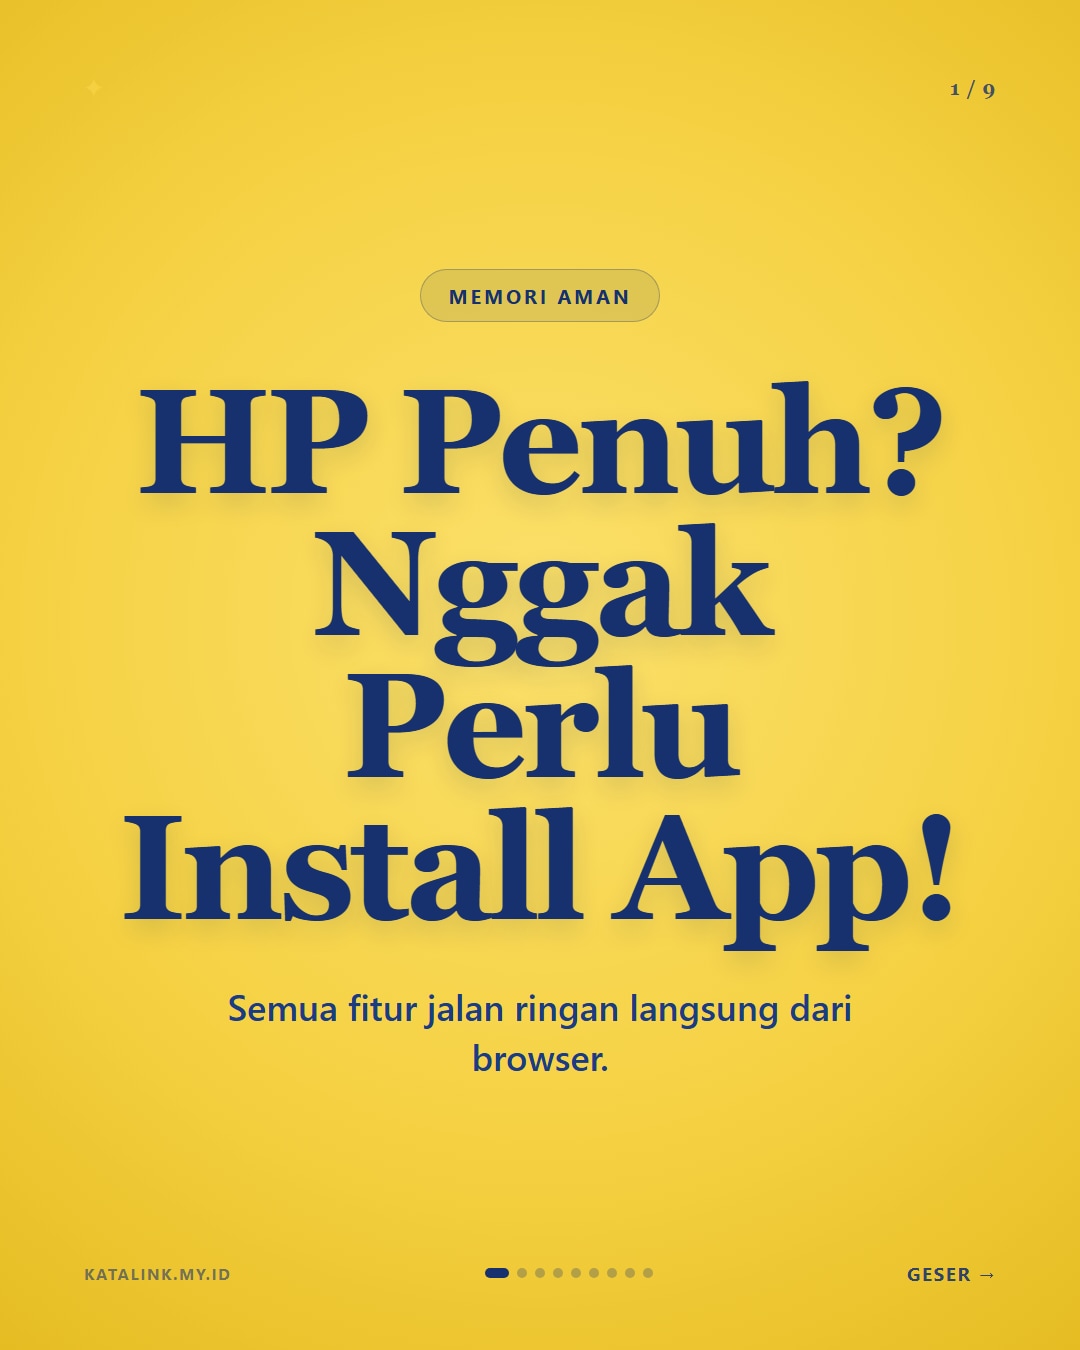 1 / 9
MEMORI AMAN
HP Penuh?
Nggak
Perlu
Install App!
Semua fitur jalan ringan langsung dari
browser.
KATALINK.MY.ID
GESER →